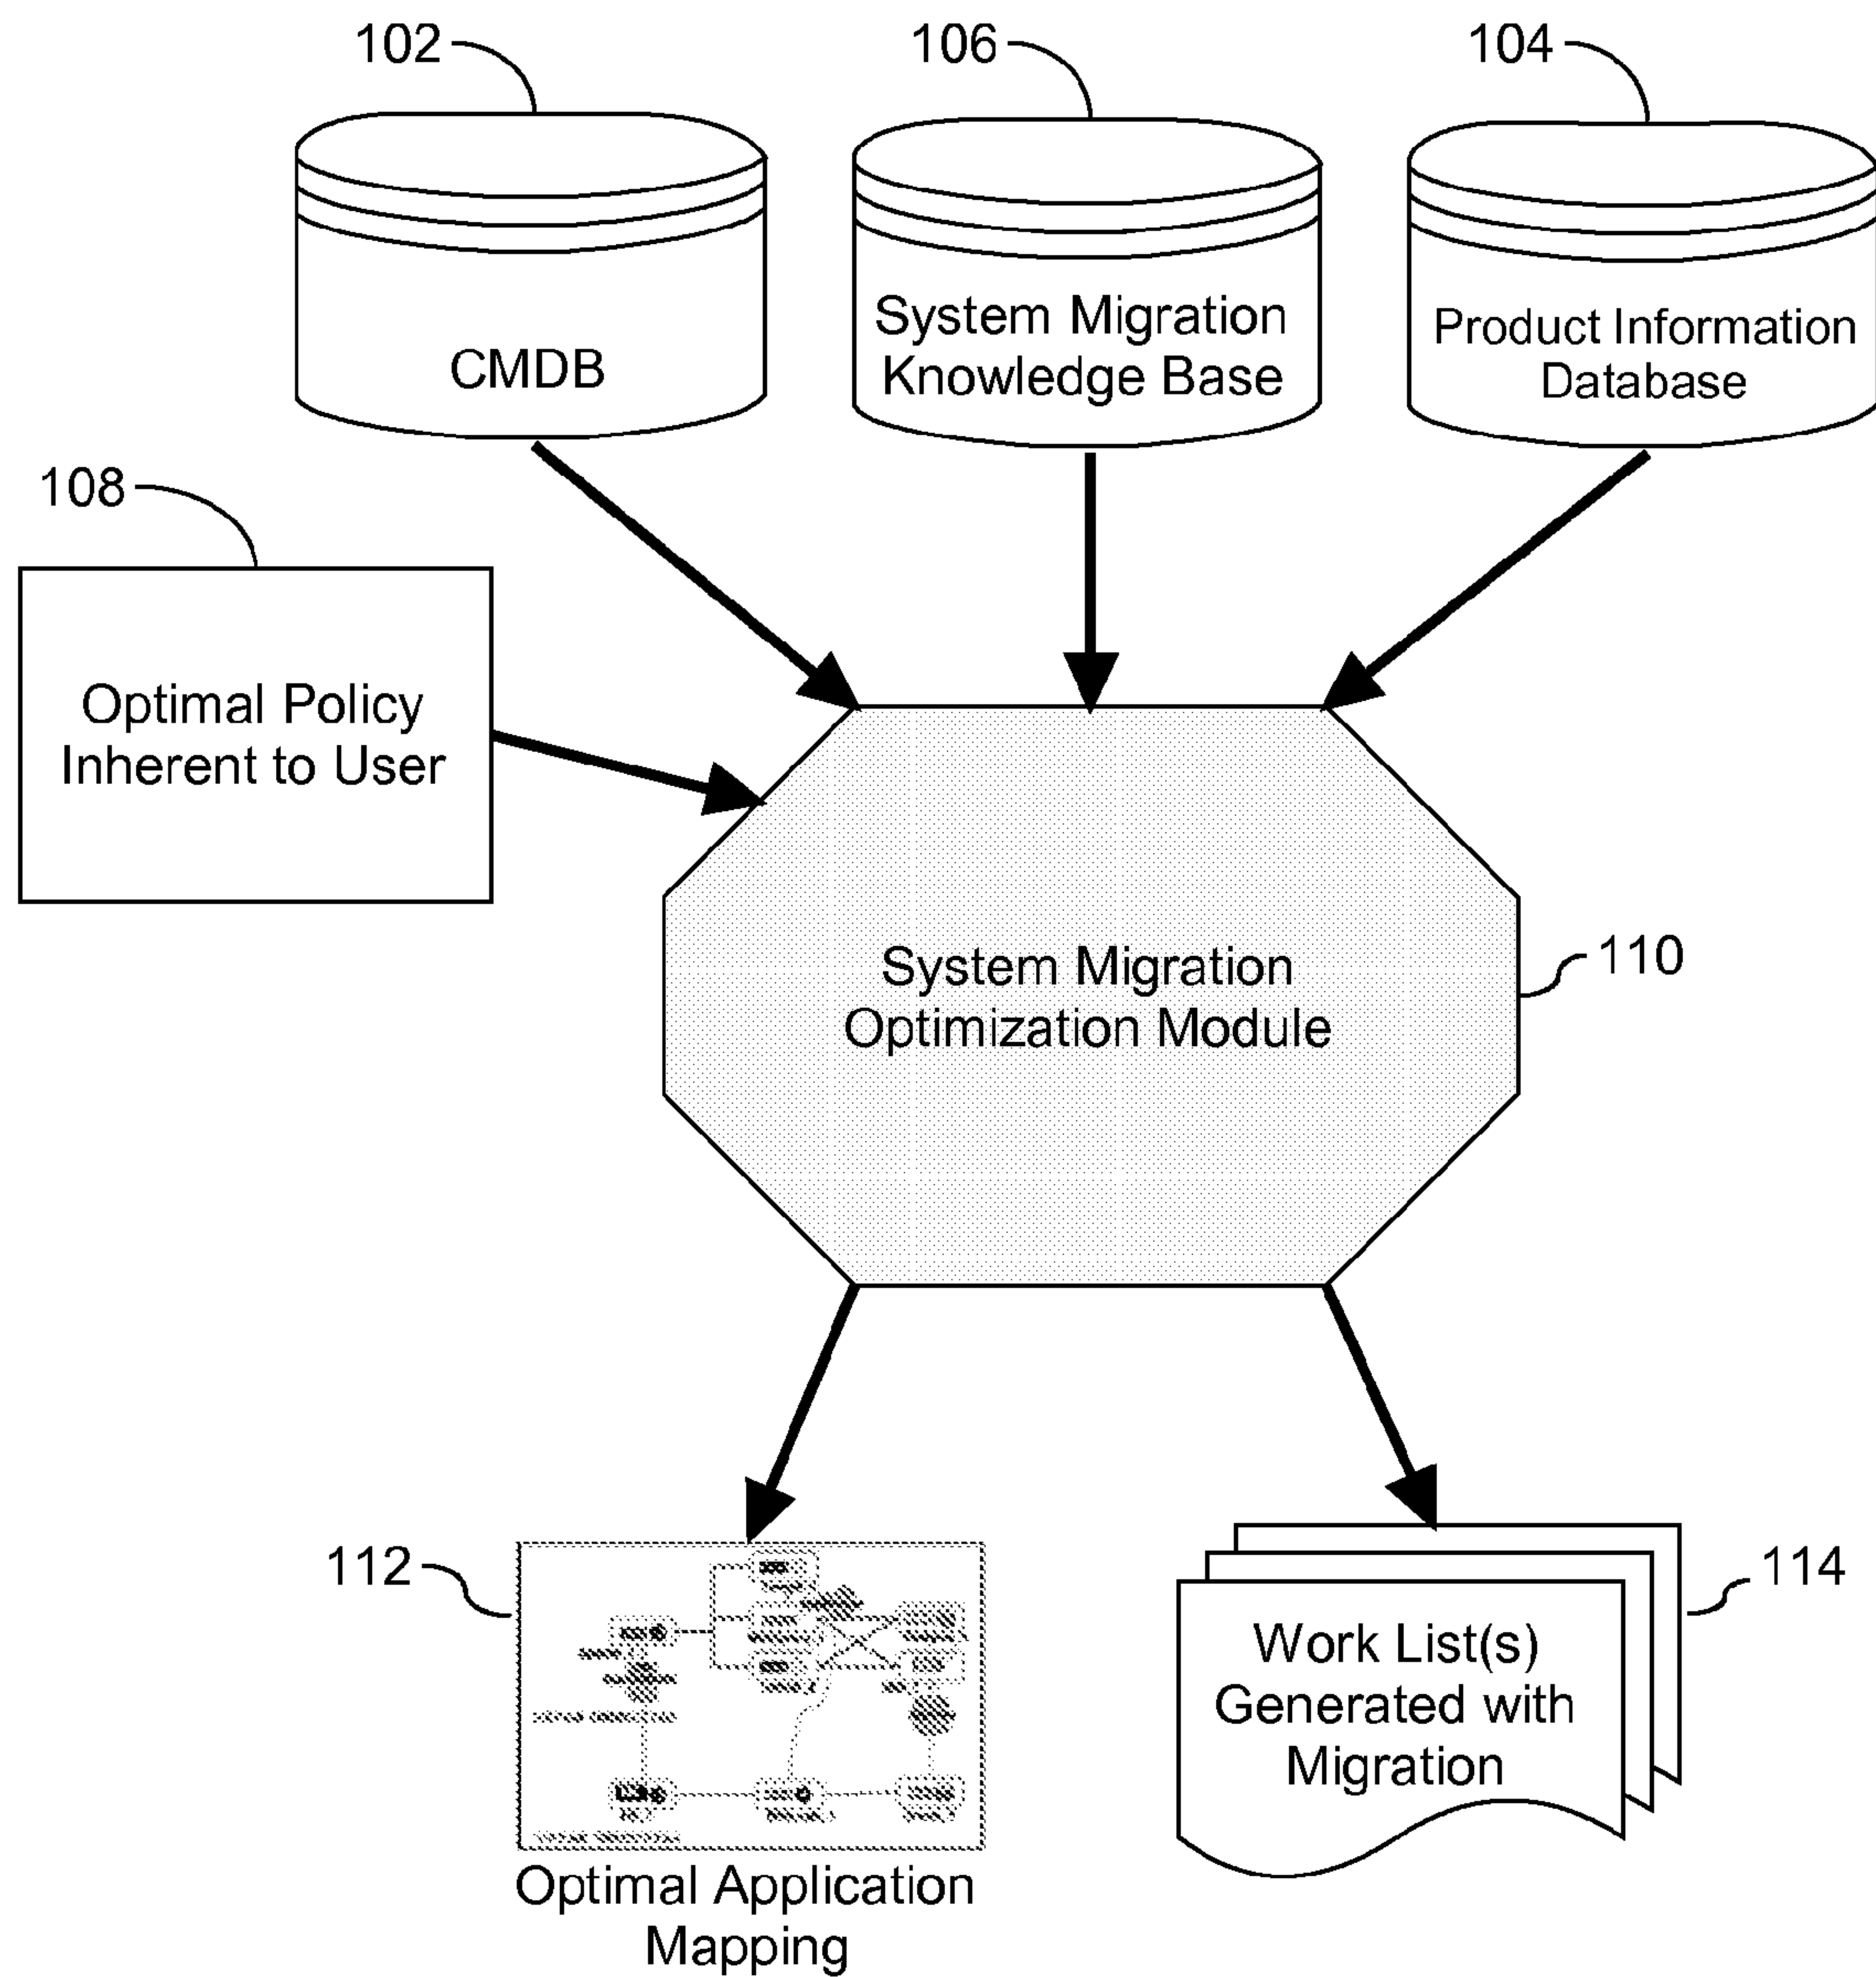 102
106
104
CMDB
System Migration
Knowledge Base
Product Information
Database
108
Optimal Policy
Inherent to User
System Migration
Optimization Module
110
112
114
Work List(s)
Generated with
Migration
Optimal Application
Mapping